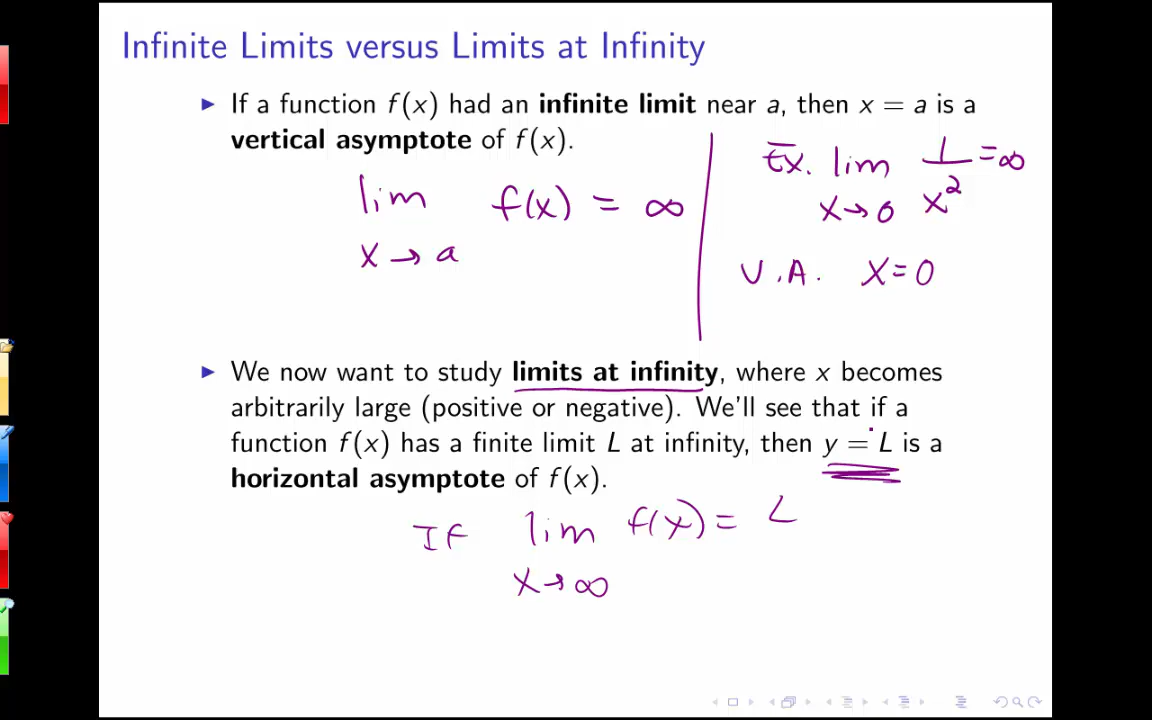 Infinite Limits versus Limits at Infinity
▶ If a function f(x) had an infinite limit near a, then x = a is a
vertical asymptote of f(x).
lim f(x) = ∞
x → a
Ex. lim 1/x² = ∞
x → 0
V.A. x = 0
▶ We now want to study limits at infinity, where x becomes
arbitrarily large (positive or negative). We'll see that if a
function f(x) has a finite limit L at infinity, then y = L is a
horizontal asymptote of f(x).
If lim f(x) = L
x → ∞